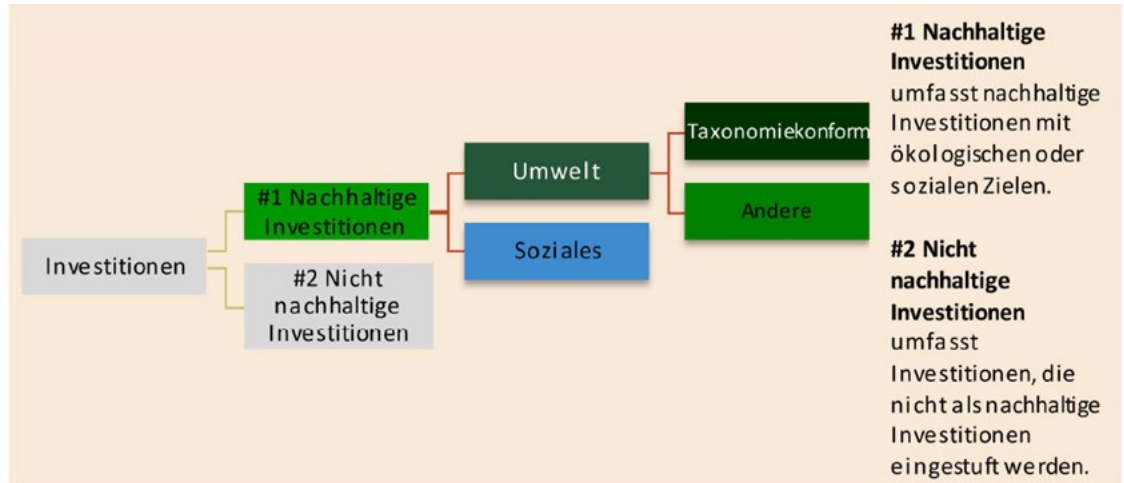 Investitionen
#1 Nachhaltige
Investitionen
#2 Nicht
nachhaltige
Investitionen
Umwelt
Soziales
Taxonomiekonform
Andere
#1 Nachhaltige
Investitionen
umfasst nachhaltige
Investitionen mit
ökologischen oder
sozialen Zielen.
#2 Nicht
nachhaltige
Investitionen
umfasst
Investitionen, die
nicht als nachhaltige
Investitionen
eingestuft werden.